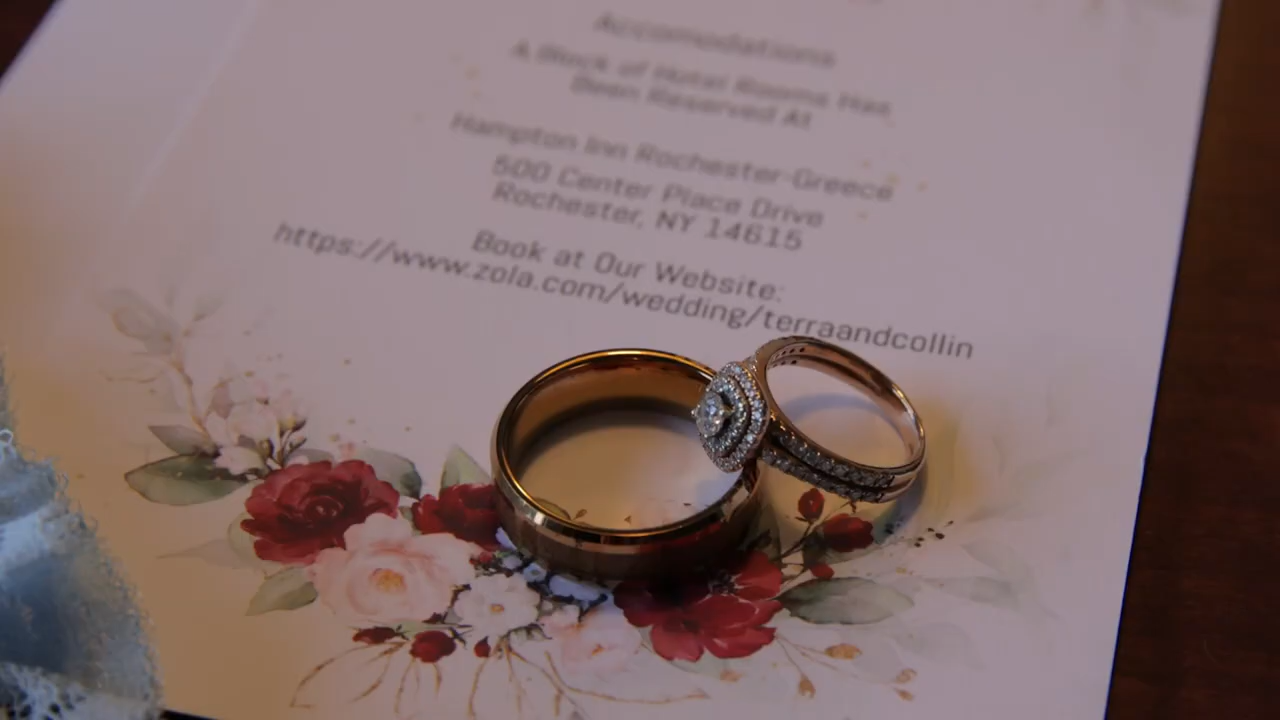 Accomodations
A Block of Hotel Rooms Has
Been Reserved At
Hampton Inn Rochester-Greece
500 Center Place Drive
Rochester, NY 14615
Book at Our Website:
https://www.zola.com/wedding/terraandcollin